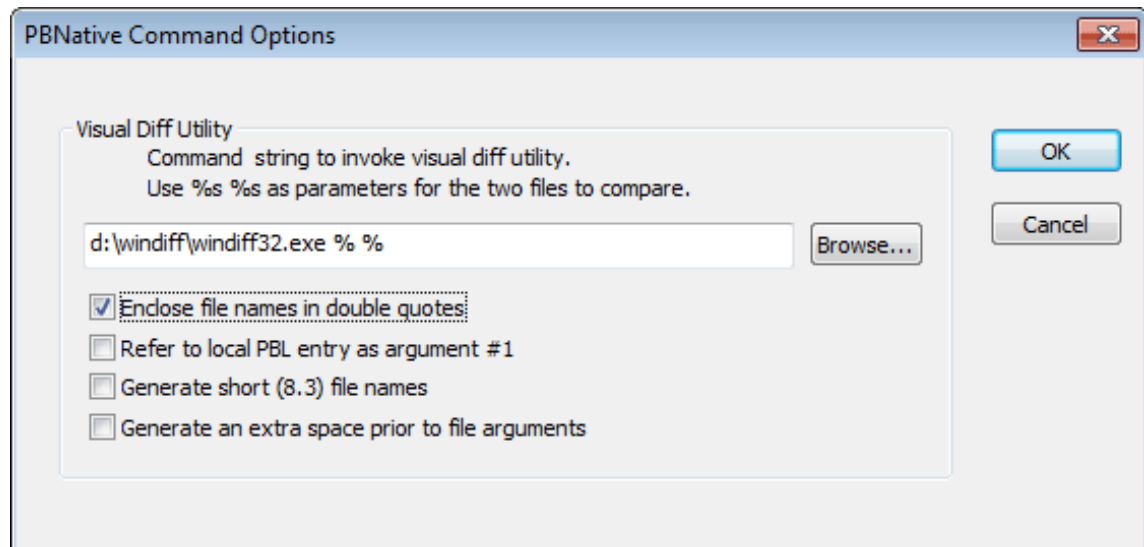 PBNative Command Options
Visual Diff Utility
Command string to invoke visual diff utility.
Use %s %s as parameters for the two files to compare.
d:\windiff\windiff32.exe % %
Browse...
Enclose file names in double quotes
Refer to local PBL entry as argument #1
Generate short (8.3) file names
Generate an extra space prior to file arguments
OK
Cancel